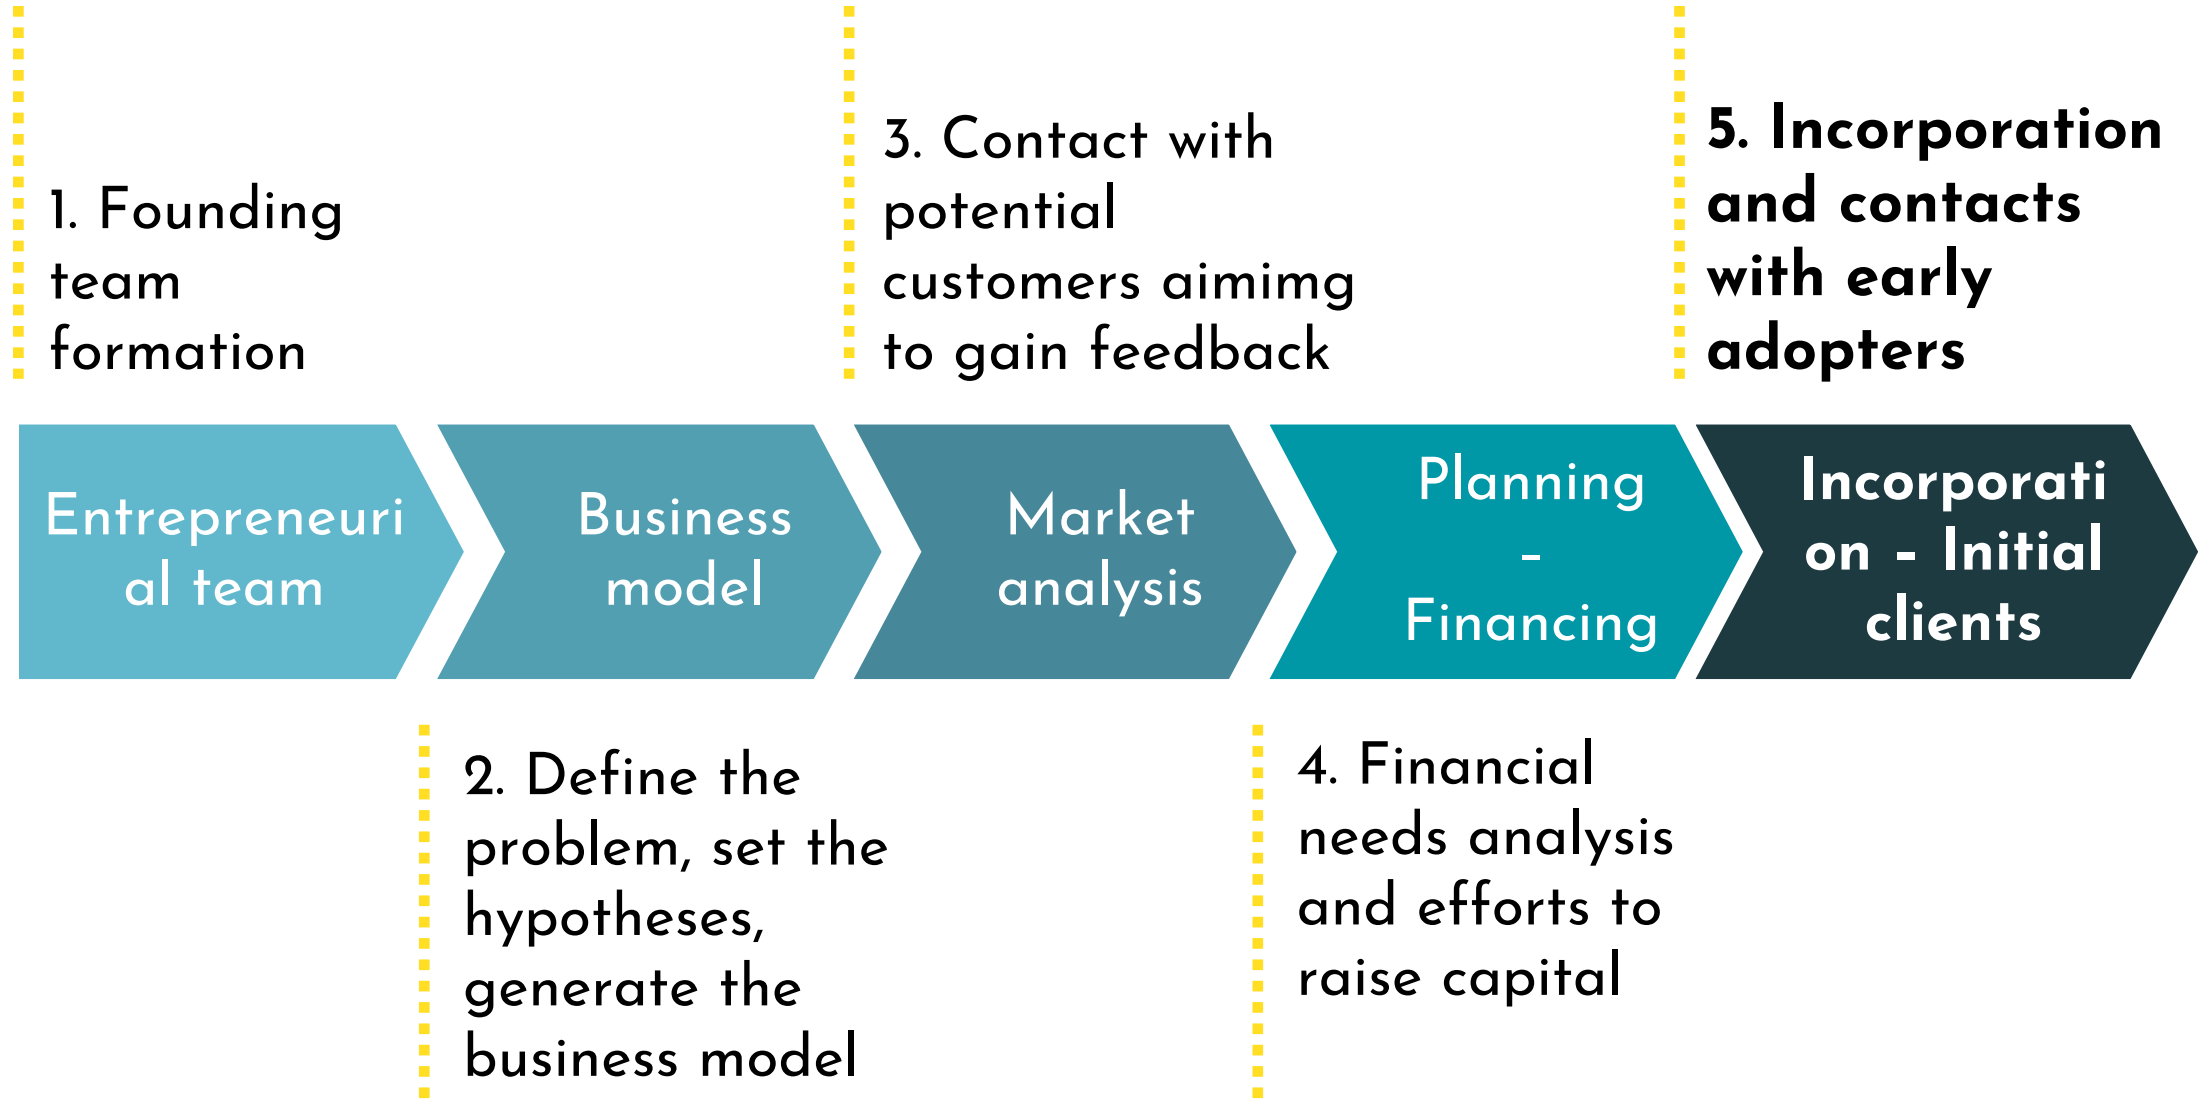 1. Founding
team
formation
3. Contact with
potential
customers aimimg
to gain feedback
5. Incorporation
and contacts
with early
adopters
Entrepreneuri
al team
Business
model
Market
analysis
Planning
–
Financing
Incorporati
on – Initial
clients
2. Define the
problem, set the
hypotheses,
generate the
business model
4. Financial
needs analysis
and efforts to
raise capital